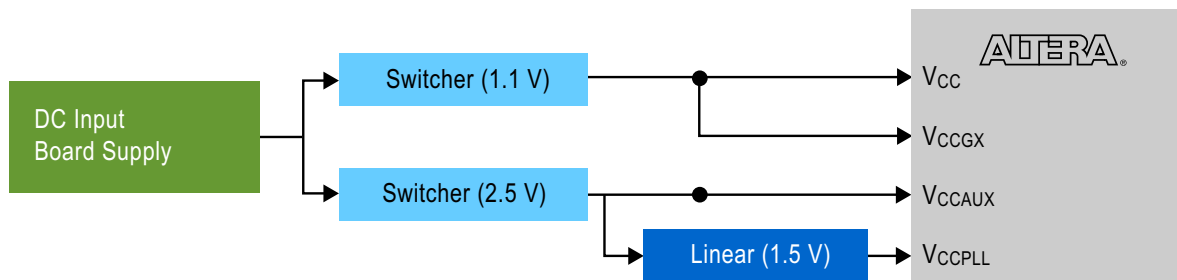 ALTERA®
Switcher (1.1 V)
VCC
DC Input
Board Supply
VCCGX
Switcher (2.5 V)
VCCAUX
Linear (1.5 V)
VCCPLL